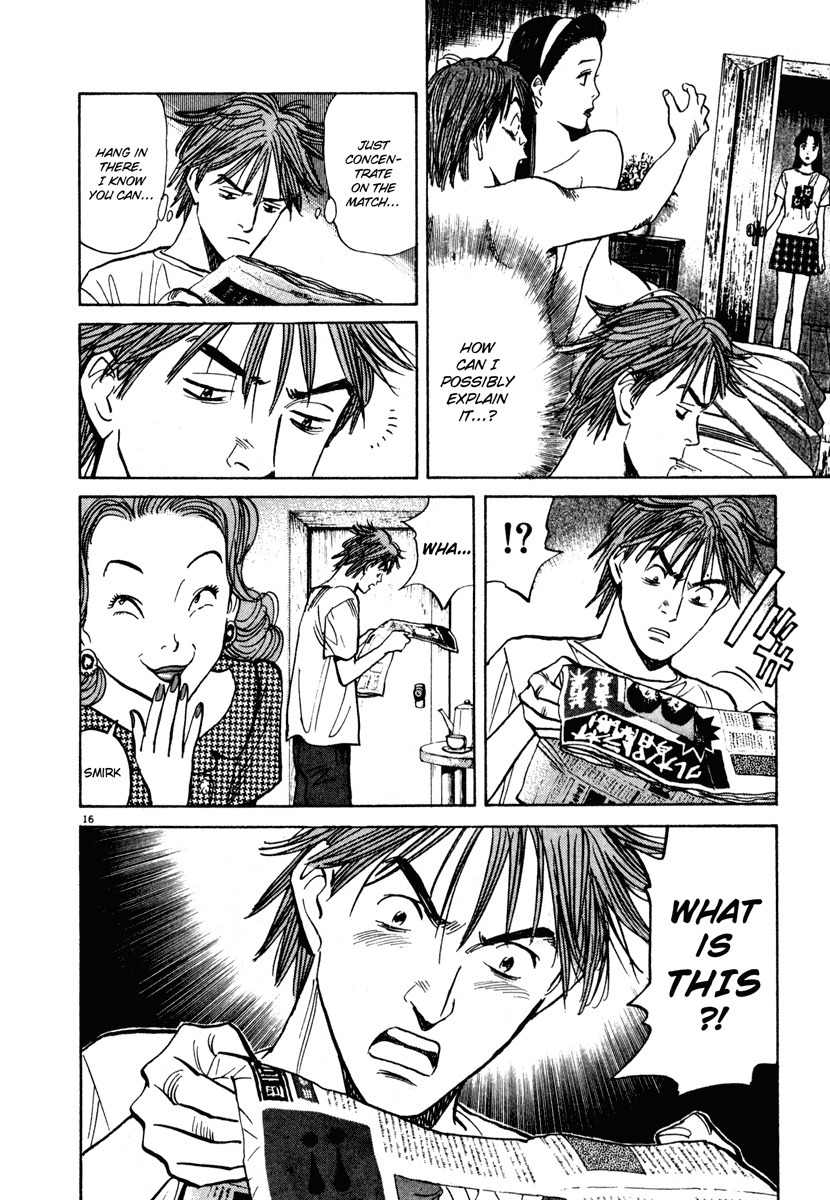 HOW
CAN I
POSSIBLY
EXPLAIN
IT...?
JUST
CONCEN-
TRATE
ON THE
MATCH...
HANG IN
THERE.
I KNOW
YOU CAN...
!?
WHA...
SMIRK
16
WHAT
IS
THIS
?!